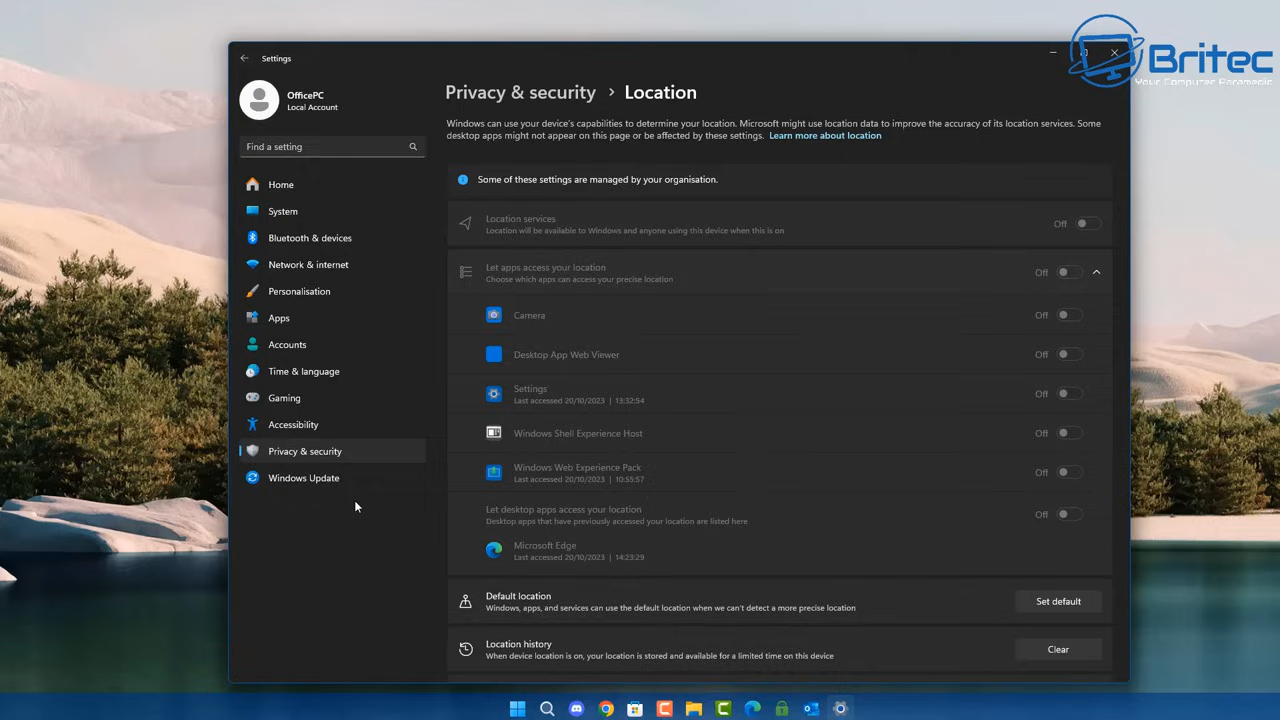 Settings
Britec
Your Computer Paramedic
OfficePC
Local Account
Find a setting
Home
System
Bluetooth & devices
Network & internet
Personalisation
Apps
Accounts
Time & language
Gaming
Accessibility
Privacy & security
Windows Update
Privacy & security › Location
Windows can use your device's capabilities to determine your location. Microsoft might use location data to improve the accuracy of its location services. Some
desktop apps might not appear on this page or be affected by these settings. Learn more about location
Some of these settings are managed by your organisation.
Location services
Location will be available to Windows and anyone using this device when this is on
Off
Let apps access your location
Choose which apps can access your precise location
Off
Camera
Off
Desktop App Web Viewer
Off
Settings
Last accessed 20/10/2023 | 13:32:54
Off
Windows Shell Experience Host
Off
Windows Web Experience Pack
Last accessed 20/10/2023 | 10:55:57
Off
Let desktop apps access your location
Desktop apps that have previously accessed your location are listed here
Off
Microsoft Edge
Last accessed 20/10/2023 | 14:23:29
Default location
Windows, apps, and services can use the default location when we can't detect a more precise location
Set default
Location history
When device location is on, your location is stored and available for a limited time on this device
Clear